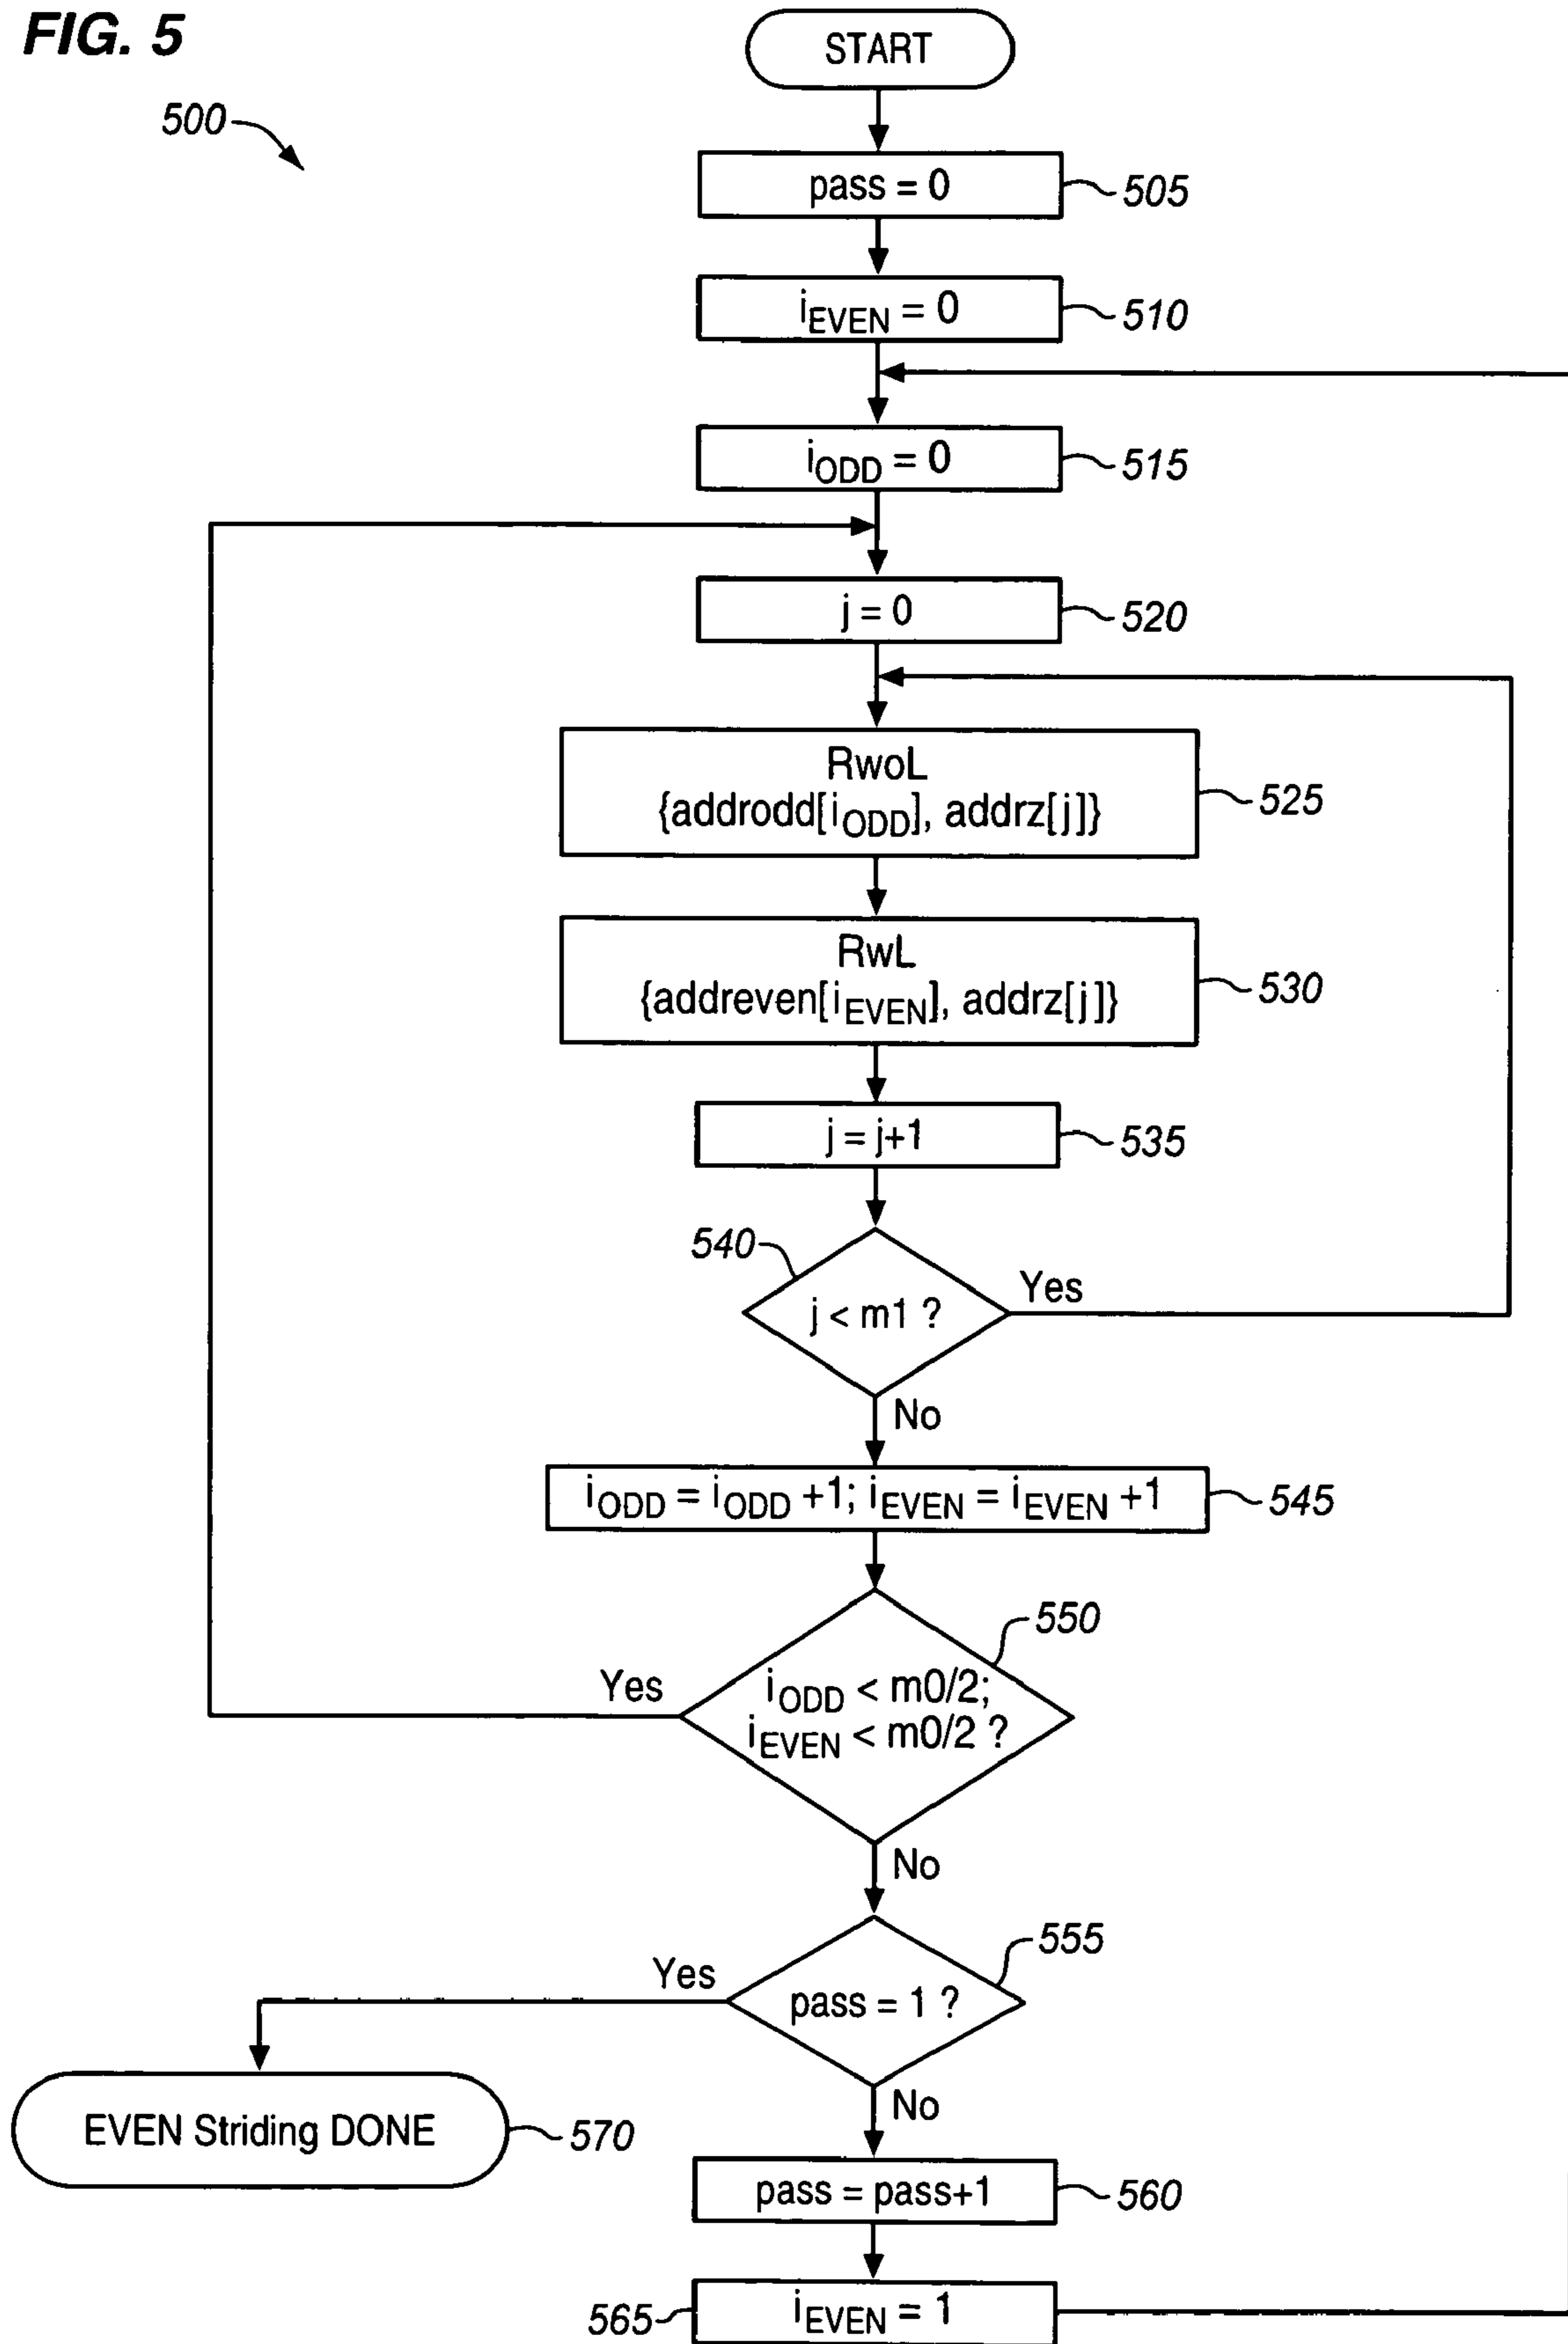 FIG. 5
500
START
pass = 0
505
iEVEN = 0
510
iODD = 0
515
j = 0
520
RwoL
{addrodd[iODD], addrz[j]}
525
RwL
{addreven[iEVEN], addrz[j]}
530
j = j+1
535
540
j < m1 ?
Yes
No
iODD = iODD +1; iEVEN = iEVEN +1
545
550
Yes
iODD < m0/2;
iEVEN < m0/2 ?
No
555
Yes
pass = 1 ?
EVEN Striding DONE
570
No
pass = pass+1
560
565
iEVEN = 1